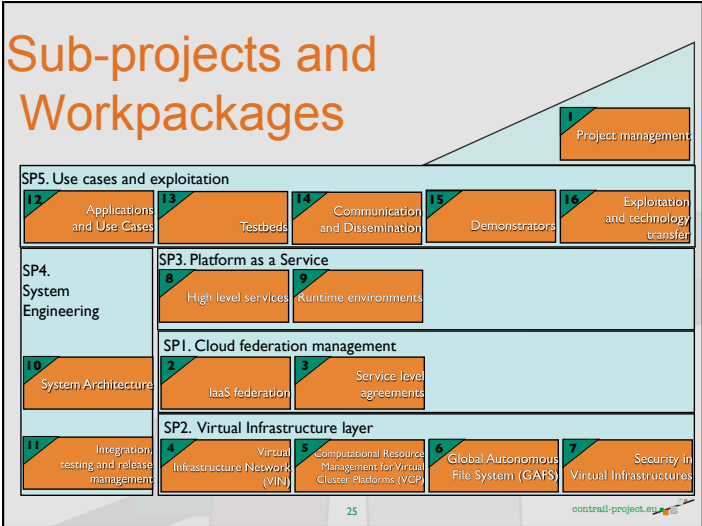 Sub-projects and
Workpackages
1
Project management
SP5. Use cases and exploitation
12
Applications
and Use Cases
13
Testbeds
14
Communication
and Dissemination
15
Demonstrators
16
Exploitation
and technology
transfer
SP4.
System
Engineering
10
System Architecture
11
Integration,
testing and release
management
SP3. Platform as a Service
8
High level services
9
Runtime environments
SP1. Cloud federation management
2
IaaS federation
3
Service level
agreements
SP2. Virtual Infrastructure layer
4
Virtual
Infrastructure Network
(VIN)
5
Computational Resource
Management for Virtual
Cluster Platforms (VCP)
6
Global Autonomous
File System (GAFS)
7
Security in
Virtual Infrastructures
25
contrail-project.eu